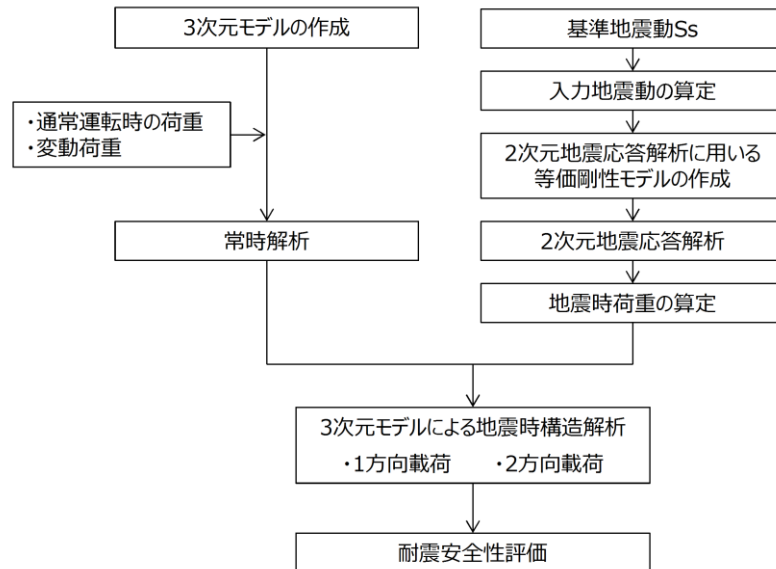 3次元モデルの作成
・通常運転時の荷重
・変動荷重
常時解析
基準地震動Ss
入力地震動の算定
2次元地震応答解析に用いる
等価剛性モデルの作成
2次元地震応答解析
地震時荷重の算定
3次元モデルによる地震時構造解析
・1方向載荷 ・2方向載荷
耐震安全性評価